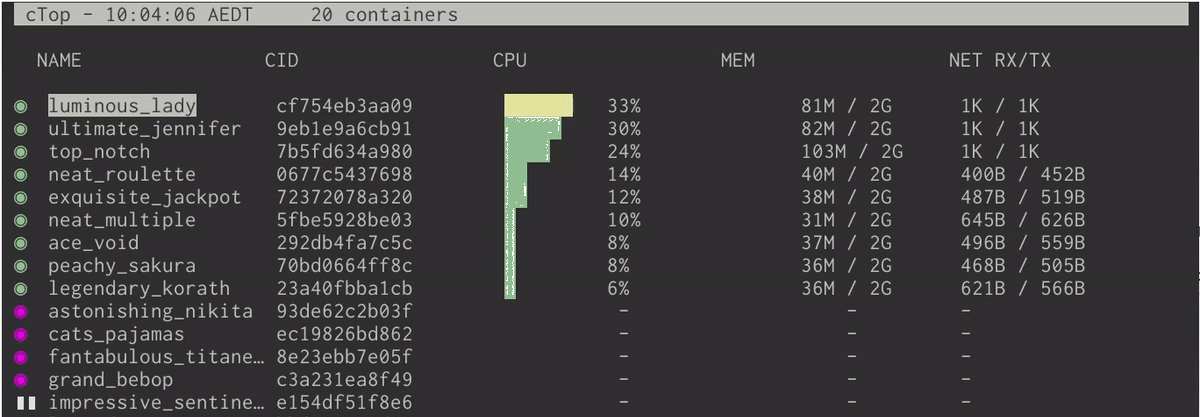 cTop - 10:04:06 AEDT 20 containers
NAME CID CPU MEM NET RX/TX
luminous_lady cf754eb3aa09 33% 81M / 2G 1K / 1K
ultimate_jennifer 9eb1e9a6cb91 30% 82M / 2G 1K / 1K
top_notch 7b5fd634a980 24% 103M / 2G 1K / 1K
neat_roulette 0677c5437698 14% 40M / 2G 400B / 452B
exquisite_jackpot 72372078a320 12% 38M / 2G 487B / 519B
neat_multiple 5fbe5928be03 10% 31M / 2G 645B / 626B
ace_void 292db4fa7c5c 8% 37M / 2G 496B / 559B
peachy_sakura 70bd0664ff8c 8% 36M / 2G 468B / 505B
legendary_korath 23a40fbba1cb 6% 36M / 2G 621B / 566B
astonishing_nikita 93de62c2b03f - - -
cats_pajamas ec19826bd862 - - -
fantabulous_titane… 8e23ebb7e05f - - -
grand_bebop c3a231ea8f49 - - -
impressive_sentine… e154df51f8e6 - - -